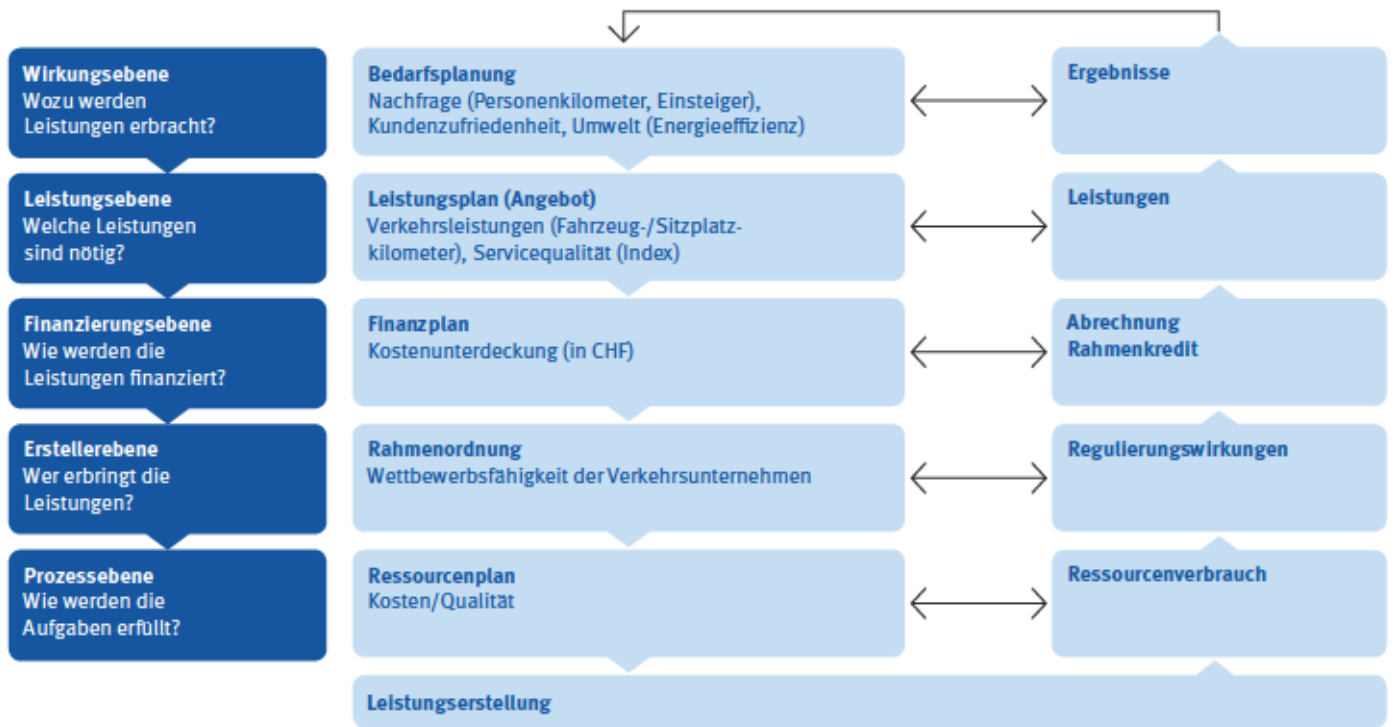 Wirkungsebene
Wozu werden
Leistungen erbracht?
Bedarfsplanung
Nachfrage (Personenkilometer, Einsteiger),
Kundenzufriedenheit, Umwelt (Energieeffizienz)
Ergebnisse
Leistungsebene
Welche Leistungen
sind nötig?
Leistungsplan (Angebot)
Verkehrsleistungen (Fahrzeug-/Sitzplatz-
kilometer), Servicequalität (Index)
Leistungen
Finanzierungsebene
Wie werden die
Leistungen finanziert?
Finanzplan
Kostenunterdeckung (in CHF)
Abrechnung
Rahmenkredit
Erstellerebene
Wer erbringt die
Leistungen?
Rahmenordnung
Wettbewerbsfähigkeit der Verkehrsunternehmen
Regulierungswirkungen
Prozessebene
Wie werden die
Aufgaben erfüllt?
Ressourcenplan
Kosten/Qualität
Ressourcenverbrauch
Leistungserstellung